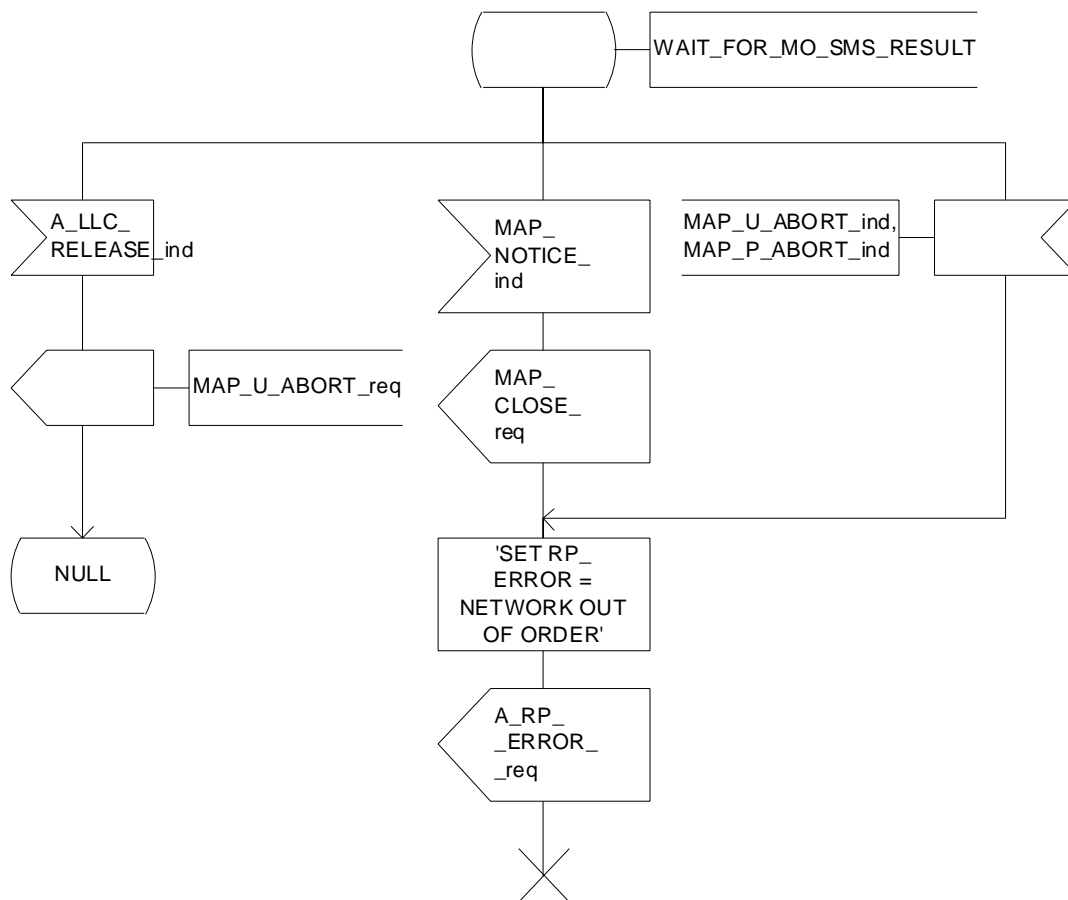 WAIT_FOR_MO_SMS_RESULT
A_LLC_
RELEASE_ind
MAP_
NOTICE_
ind
MAP_U_ABORT_ind,
MAP_P_ABORT_ind
MAP_U_ABORT_req
MAP_
CLOSE_
req
NULL
'SET RP_
ERROR =
NETWORK OUT
OF ORDER'
A_RP_
_ERROR_
_req